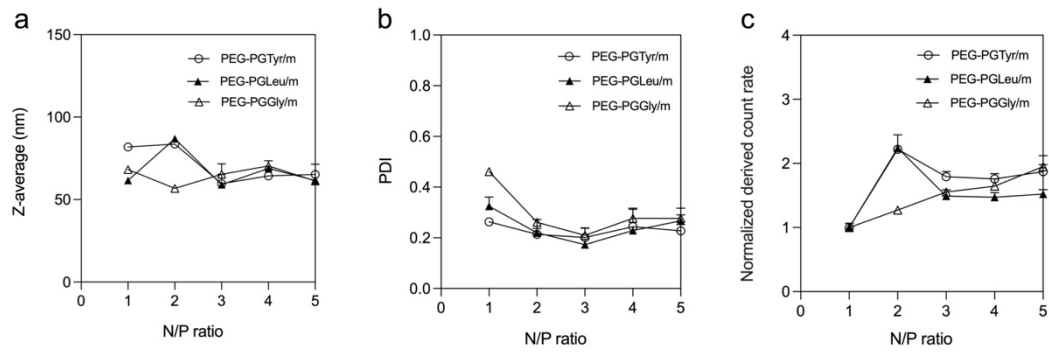 a
150
100
50
0
Z-average (nm)
PEG-PGTyr/m
PEG-PGLeu/m
PEG-PGGly/m
0 1 2 3 4 5
N/P ratio
b
1.0
0.8
0.6
0.4
0.2
0.0
PDI
PEG-PGTyr/m
PEG-PGLeu/m
PEG-PGGly/m
0 1 2 3 4 5
N/P ratio
c
4
3
2
1
0
Normalized derived count rate
PEG-PGTyr/m
PEG-PGLeu/m
PEG-PGGly/m
0 1 2 3 4 5
N/P ratio